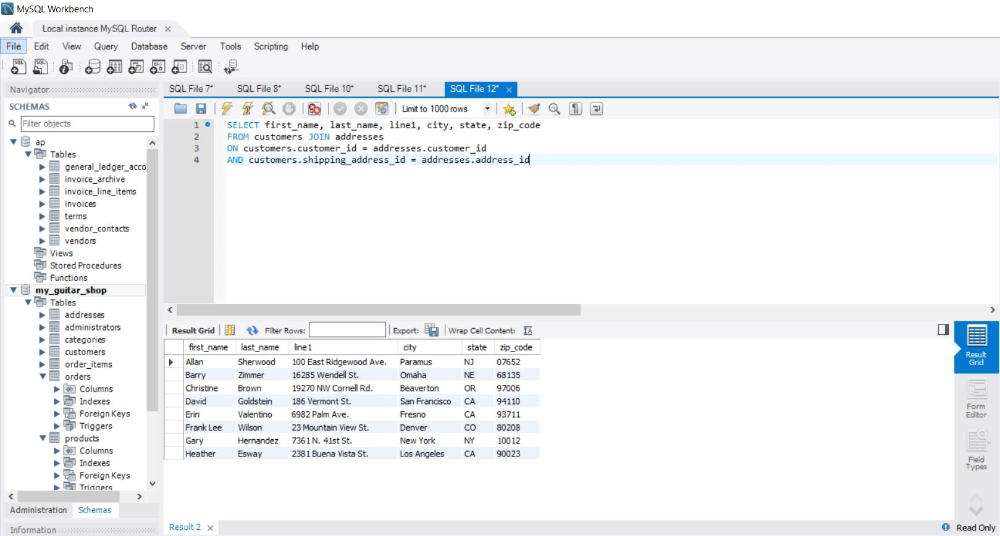 MySQL Workbench
Local instance MySQL Router
File Edit View Query Database Server Tools Scripting Help
Navigator
SCHEMAS
Filter objects
ap
Tables
general_ledger_acco
invoice_archive
invoice_line_items
invoices
terms
vendor_contacts
vendors
Views
Stored Procedures
Functions
my_guitar_shop
Tables
addresses
administrators
categories
customers
order_items
orders
Columns
Indexes
Foreign Keys
Triggers
products
Columns
Indexes
Foreign Keys
Triggers
Administration Schemas
Information
SQL File 7* SQL File 8* SQL File 10* SQL File 11* SQL File 12*
Limit to 1000 rows
1 SELECT first_name, last_name, line1, city, state, zip_code
2 FROM customers JOIN addresses
3 ON customers.customer_id = addresses.customer_id
4 AND customers.shipping_address_id = addresses.address_id
Result Grid Filter Rows: Export: Wrap Cell Content:
first_name last_name line1 city state zip_code
Allan Sherwood 100 East Ridgewood Ave. Paramus NJ 07652
Barry Zimmer 16285 Wendell St. Omaha NE 68135
Christine Brown 19270 NW Cornell Rd. Beaverton OR 97006
David Goldstein 186 Vermont St. San Francisco CA 94110
Erin Valentino 6982 Palm Ave. Fresno CA 93711
Frank Lee Wilson 23 Mountain View St. Denver CO 80208
Gary Hernandez 7361 N. 41st St. New York NY 10012
Heather Esway 2381 Buena Vista St. Los Angeles CA 90023
Result
Grid
Form
Editor
Field
Types
Result 2
Read Only